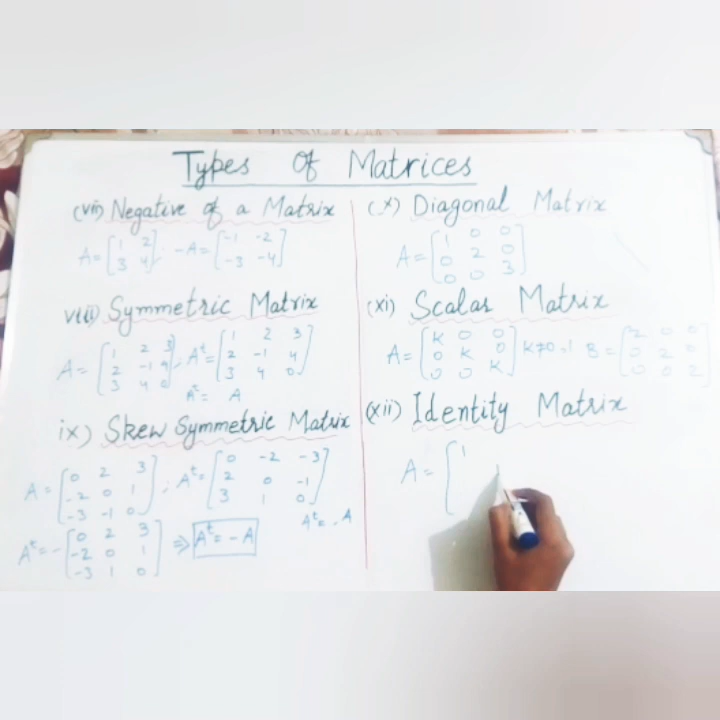 Types Of Matrices
(vii) Negative of a Matrix
A = [1 2
3 4], -A = [-1 -2
-3 -4]
viii) Symmetric Matrix
A = [1 2 3
2 -1 4
3 4 0], Aᵗ = [1 2 3
2 -1 4
3 4 0]
Aᵗ = A
ix) Skew Symmetric Matrix
A = [0 2 3
-2 0 1
-3 -1 0]; Aᵗ = [0 -2 -3
2 0 -1
3 1 0]
Aᵗ = -A
Aᵗ = -[0 2 3
-2 0 1
-3 1 0] ⇒ Aᵗ = -A
(x) Diagonal Matrix
A = [1 0 0
0 2 0
0 0 3]
(xi) Scalar Matrix
A = [K 0 0
0 K 0
0 0 K] B = [2 0 0
0 2 0
0 0 2]
(xii) Identity Matrix
A = [1
1